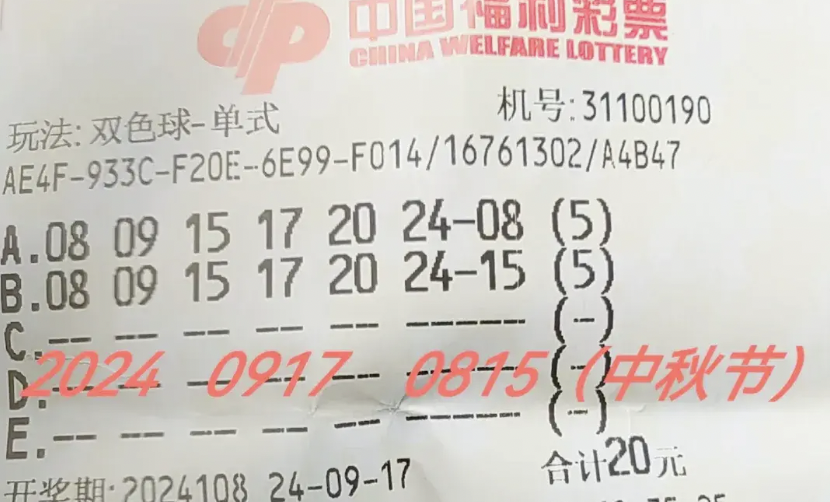 中国福利彩票
CHINA WELFARE LOTTERY
机号:31100190
玩法:双色球-单式
AE4F-933C-F20E-6E99-F014/16761302/A4B47
A.08 09 15 17 20 24-08 (5)
B.08 09 15 17 20 24-15 (5)
C.-- -- -- -- -- ----- (-)
2024 0917 0815(中秋节)
D.-- -- -- -- -- ----- (-)
E.-- -- -- -- -- ----- (-)
合计20元
开奖期:2024108 24-09-17